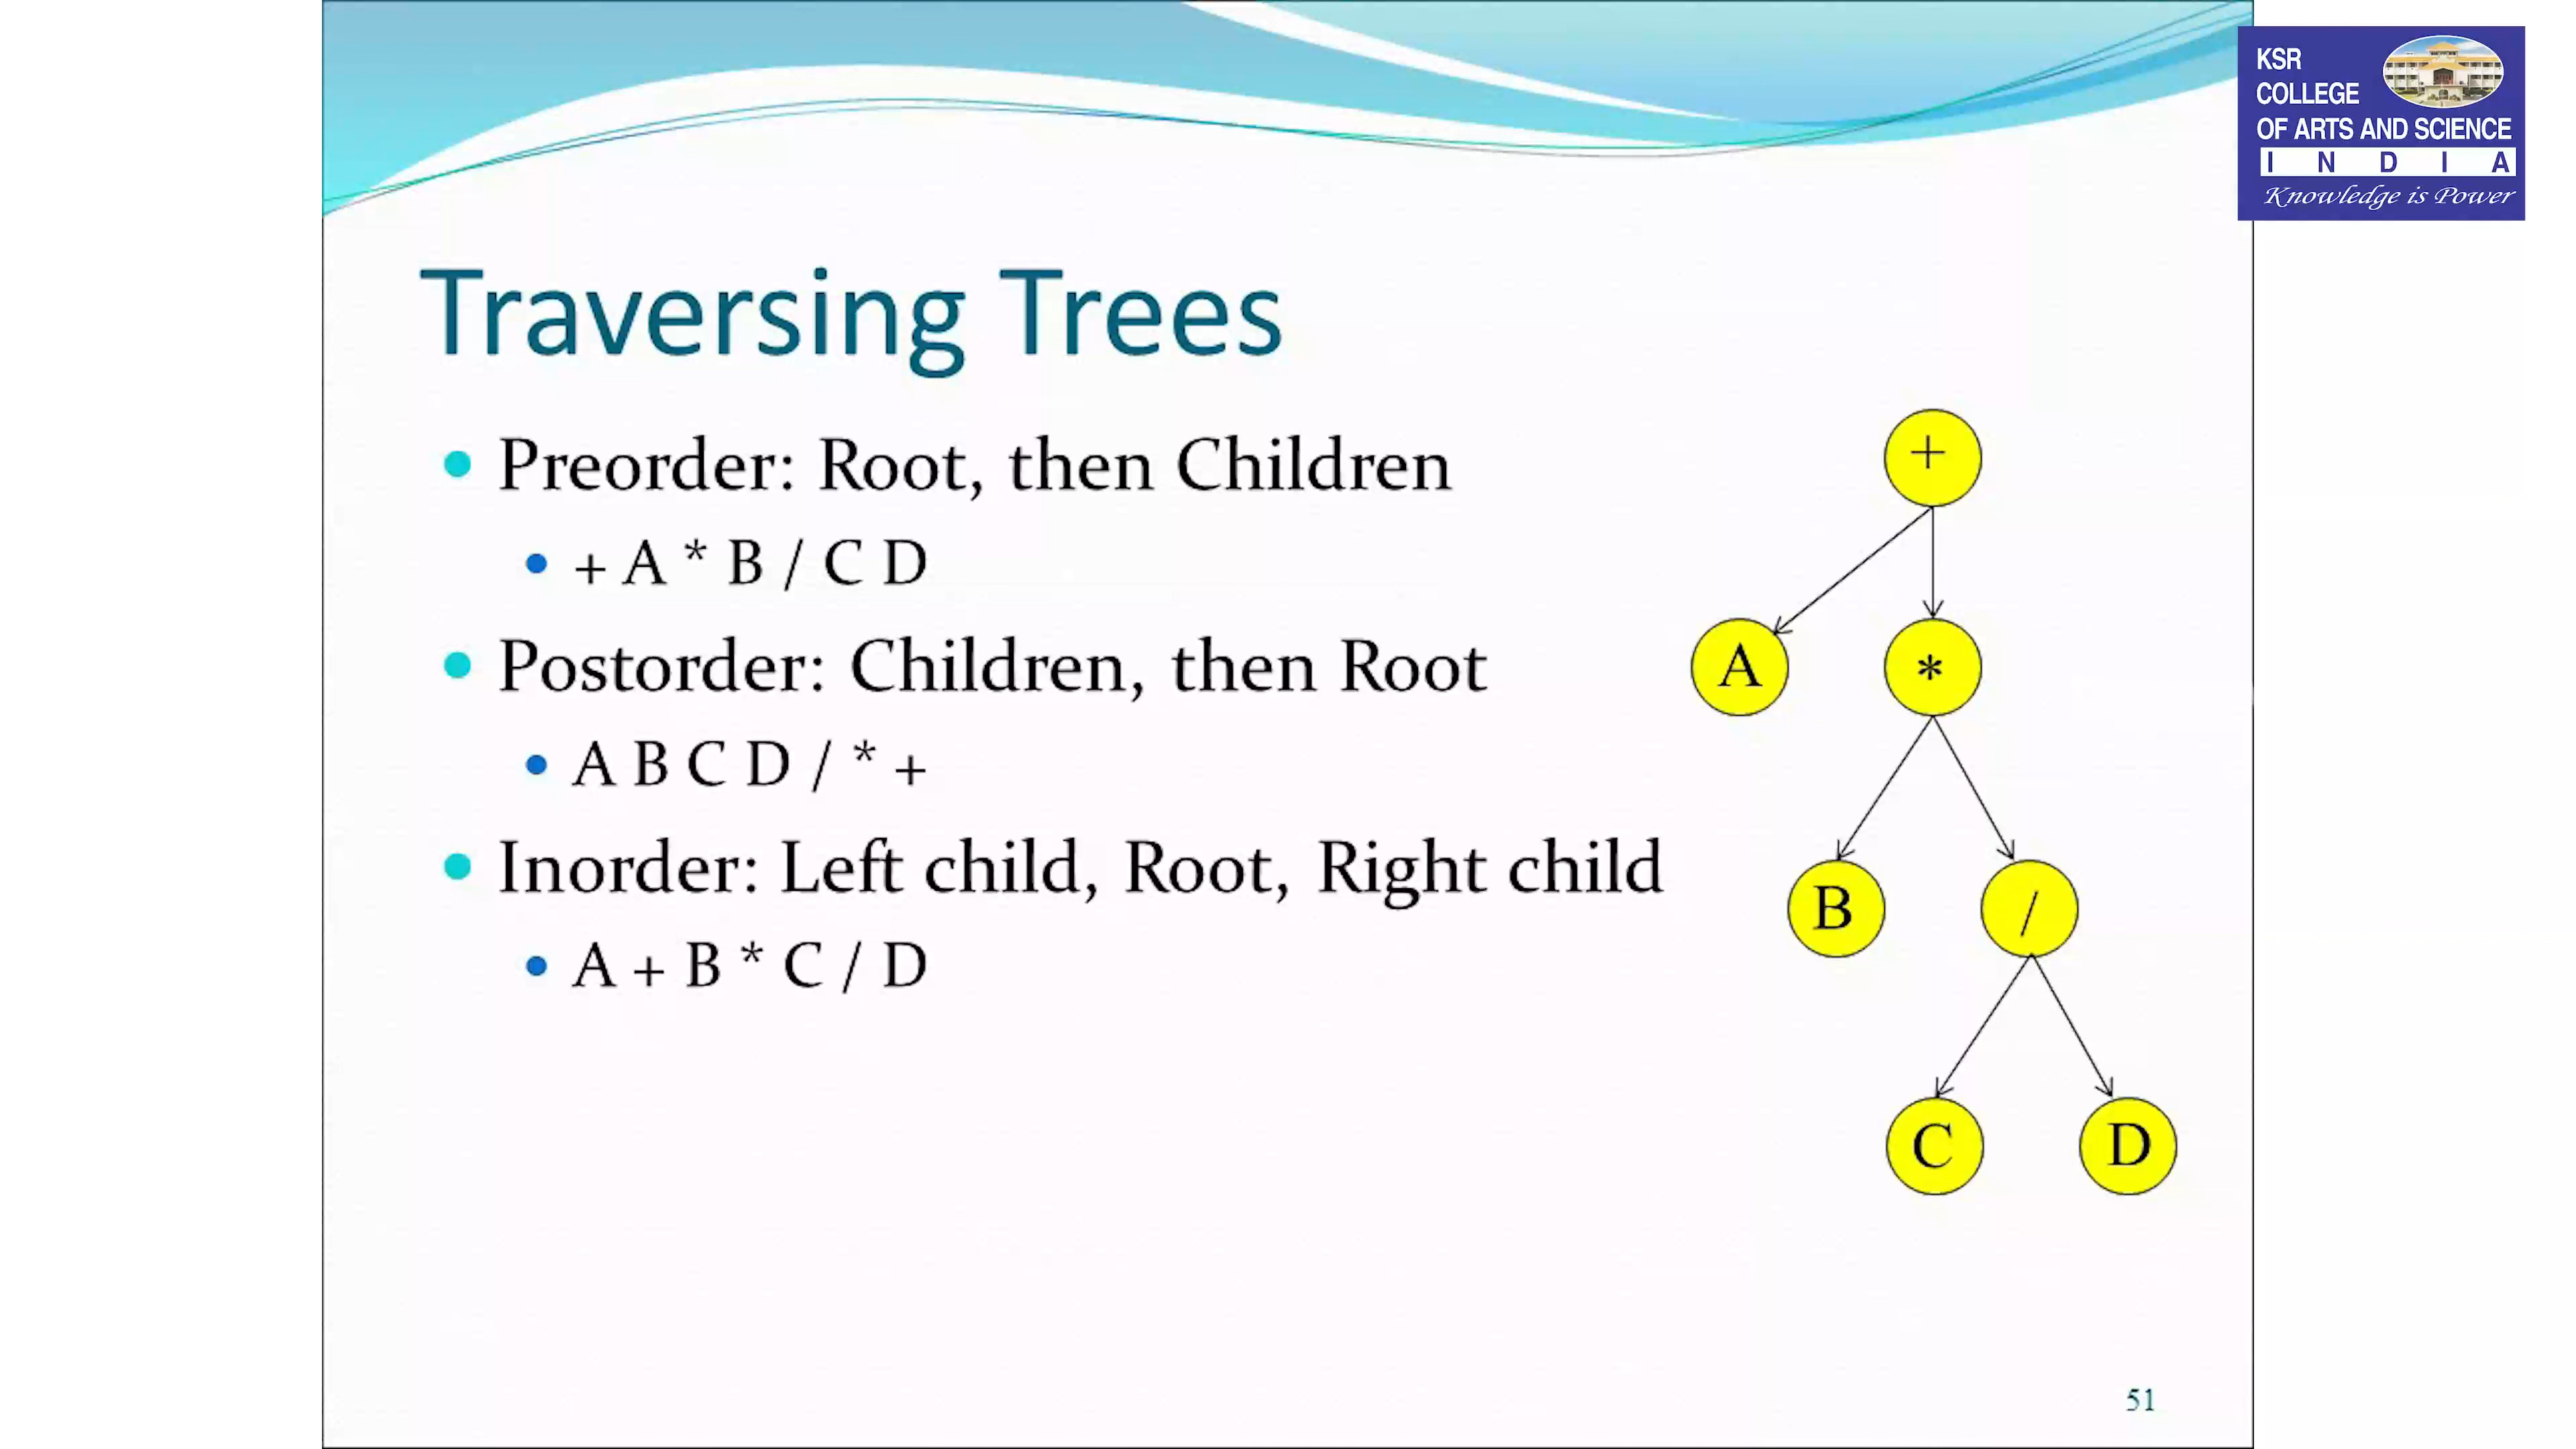 KSR
COLLEGE
OF ARTS AND SCIENCE
I N D I A
Knowledge is Power
Traversing Trees
Preorder: Root, then Children
+ A * B / C D
Postorder: Children, then Root
A B C D / * +
Inorder: Left child, Root, Right child
A + B * C / D
+
A *
B /
C D
51